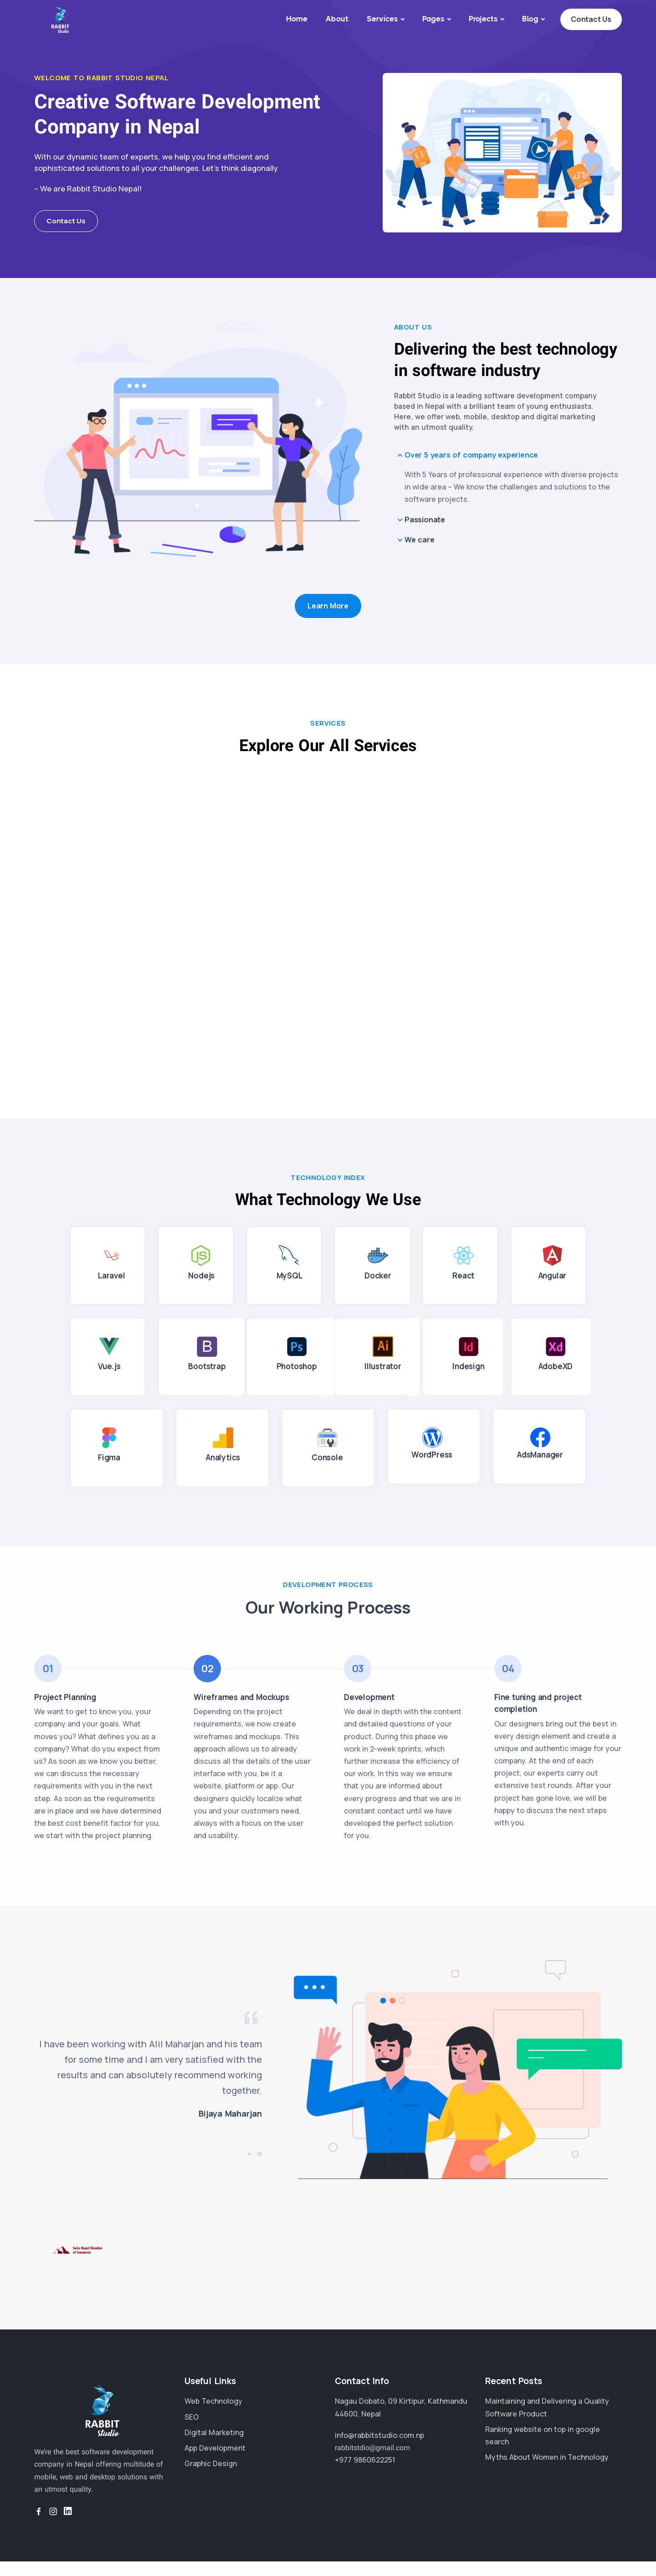 RABBIT
Studio
Home
About
Services
Pages
Projects
Blog
Contact Us
WELCOME TO RABBIT STUDIO NEPAL
Creative Software Development
Company in Nepal
With our dynamic team of experts, we help you find efficient and
sophisticated solutions to all your challenges. Let's think diagonally
– We are Rabbit Studio Nepal!
Contact Us
ABOUT US
Delivering the best technology
in software industry
Rabbit Studio is a leading software development company
based in Nepal with a brilliant team of young enthusiasts.
Here, we offer web, mobile, desktop and digital marketing
with an utmost quality.
Over 5 years of company experience
With 5 Years of professional experience with diverse projects
in wide area – We know the challenges and solutions to the
software projects.
Passionate
We care
Learn More
SERVICES
Explore Our All Services
TECHNOLOGY INDEX
What Technology We Use
Laravel
Nodejs
MySQL
Docker
React
Angular
Vue.js
Bootstrap
Photoshop
Illustrator
Indesign
AdobeXD
Figma
Analytics
Console
WordPress
AdsManager
DEVELOPMENT PROCESS
Our Working Process
01
Project Planning
We want to get to know you, your
company and your goals. What
moves you? What defines you as a
company? What do you expect from
us? As soon as we know you better,
we can discuss the necessary
requirements with you in the next
step. As soon as the requirements
are in place and we have determined
the best cost benefit factor for you,
we start with the project planning.
02
Wireframes and Mockups
Depending on the project
requirements, we now create
wireframes and mockups. This
approach allows us to already
discuss all the details of the user
interface with you, be it a
website, platform or app. Our
designers quickly localize what
you and your customers need,
always with a focus on the user
and usability.
03
Development
We deal in depth with the content
and detailed questions of your
product. During this phase we
work in 2-week sprints, which
further increase the efficiency of
our work. In this way we ensure
that you are informed about
every progress and that we are in
constant contact until we have
developed the perfect solution
for you.
04
Fine tuning and project
completion
Our designers bring out the best in
every design element and create a
unique and authentic image for your
company. At the end of each
project, our experts carry out
extensive test rounds. After your
project has gone love, we will be
happy to discuss the next steps
with you.
I have been working with Alil Maharjan and his team
for some time and I am very satisfied with the
results and can absolutely recommend working
together.
Bijaya Maharjan
Swiss Nepal Chamber
of Commerce
RABBIT
Studio
We're the best software development
company in Nepal offering multitude of
mobile, web and desktop solutions with
an utmost quality.
Useful Links
Web Technology
SEO
Digital Marketing
App Development
Graphic Design
Contact Info
Nagau Dobato, 09 Kirtipur, Kathmandu
44600, Nepal
info@rabbitstudio.com.np
rabbitstdio@gmail.com
+977 9860622251
Recent Posts
Maintaining and Delivering a Quality
Software Product
Ranking website on top in google
search
Myths About Women in Technology